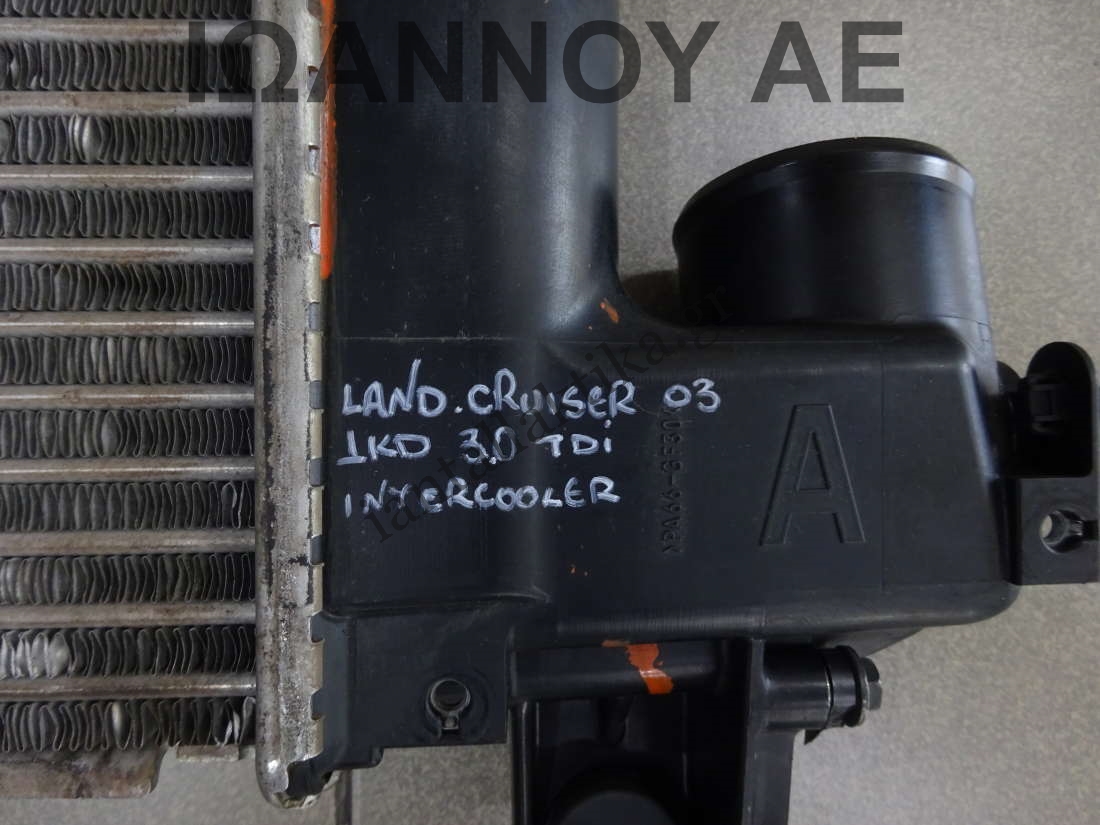 ΙΩΑΝΝΟΥ ΑΕ
LAND.CRUISER 03
1KD 3.0 TDi
INTERCOOLER
A